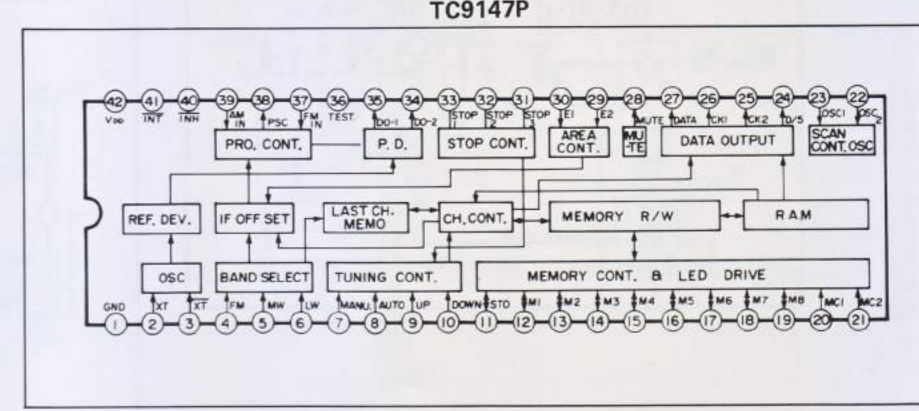 TC9147P
42 41 40 39 38 37 36 35 34 33 32 31 30 29 28 27 26 25 24 23 22
VDD INT INH AM IN PSC FM IN TEST DO-1 DO-2 STOP 1 STOP 2 STOP 3 E1 E2 MUTE DATA CK1 CK2 D/S OSC1 OSC2
PRO. CONT.
P. D.
STOP CONT.
AREA CONT.
MU-TE
DATA OUTPUT
SCAN CONT. OSC
REF. DEV.
IF OFF SET
LAST CH. MEMO
CH. CONT.
MEMORY R/W
R.A.M
OSC
BAND SELECT
TUNING CONT.
MEMORY CONT. & LED DRIVE
GND XT XT FM MW LW MANU. AUTO UP DOWN STO M1 M2 M3 M4 M5 M6 M7 M8 MC1 MC2
1 2 3 4 5 6 7 8 9 10 11 12 13 14 15 16 17 18 19 20 21